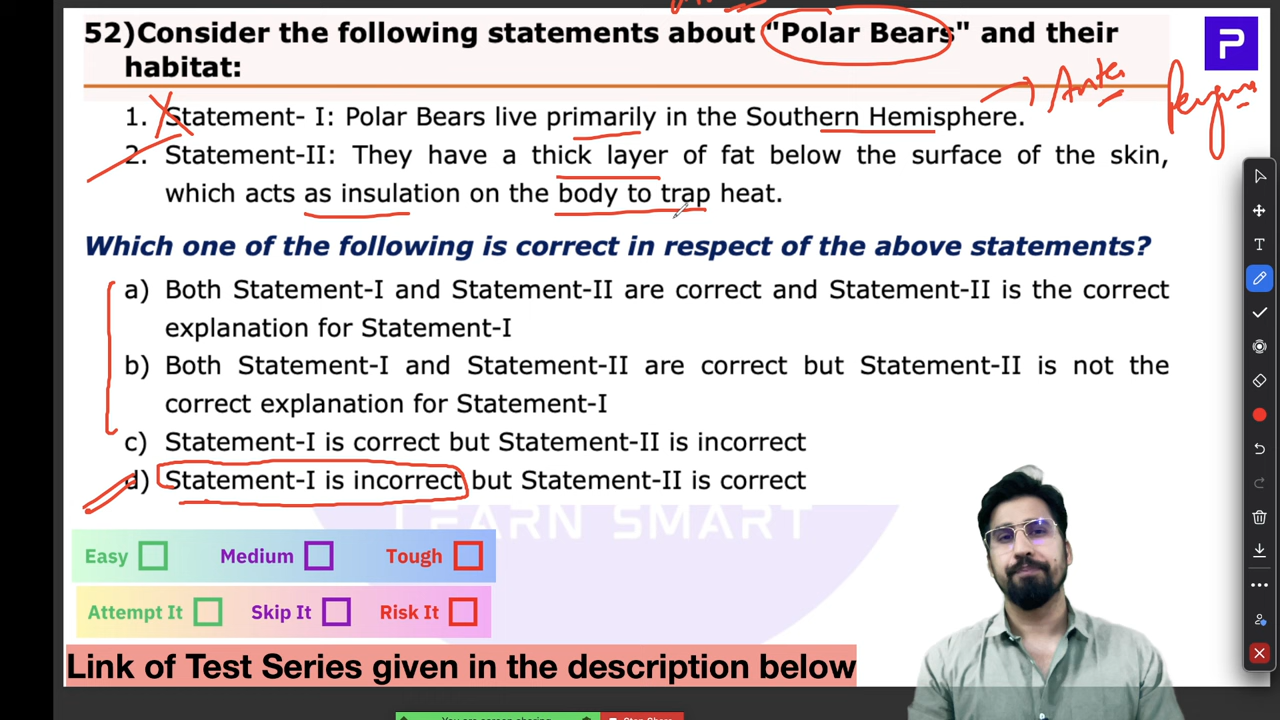 52)Consider the following statements about "Polar Bears" and their
habitat:
P
1. Statement- I: Polar Bears live primarily in the Southern Hemisphere.
2. Statement-II: They have a thick layer of fat below the surface of the skin,
which acts as insulation on the body to trap heat.
Which one of the following is correct in respect of the above statements?
a) Both Statement-I and Statement-II are correct and Statement-II is the correct
explanation for Statement-I
b) Both Statement-I and Statement-II are correct but Statement-II is not the
correct explanation for Statement-I
c) Statement-I is correct but Statement-II is incorrect
d) Statement-I is incorrect but Statement-II is correct
LEARN SMART
Easy Medium Tough
Attempt It Skip It Risk It
Link of Test Series given in the description below